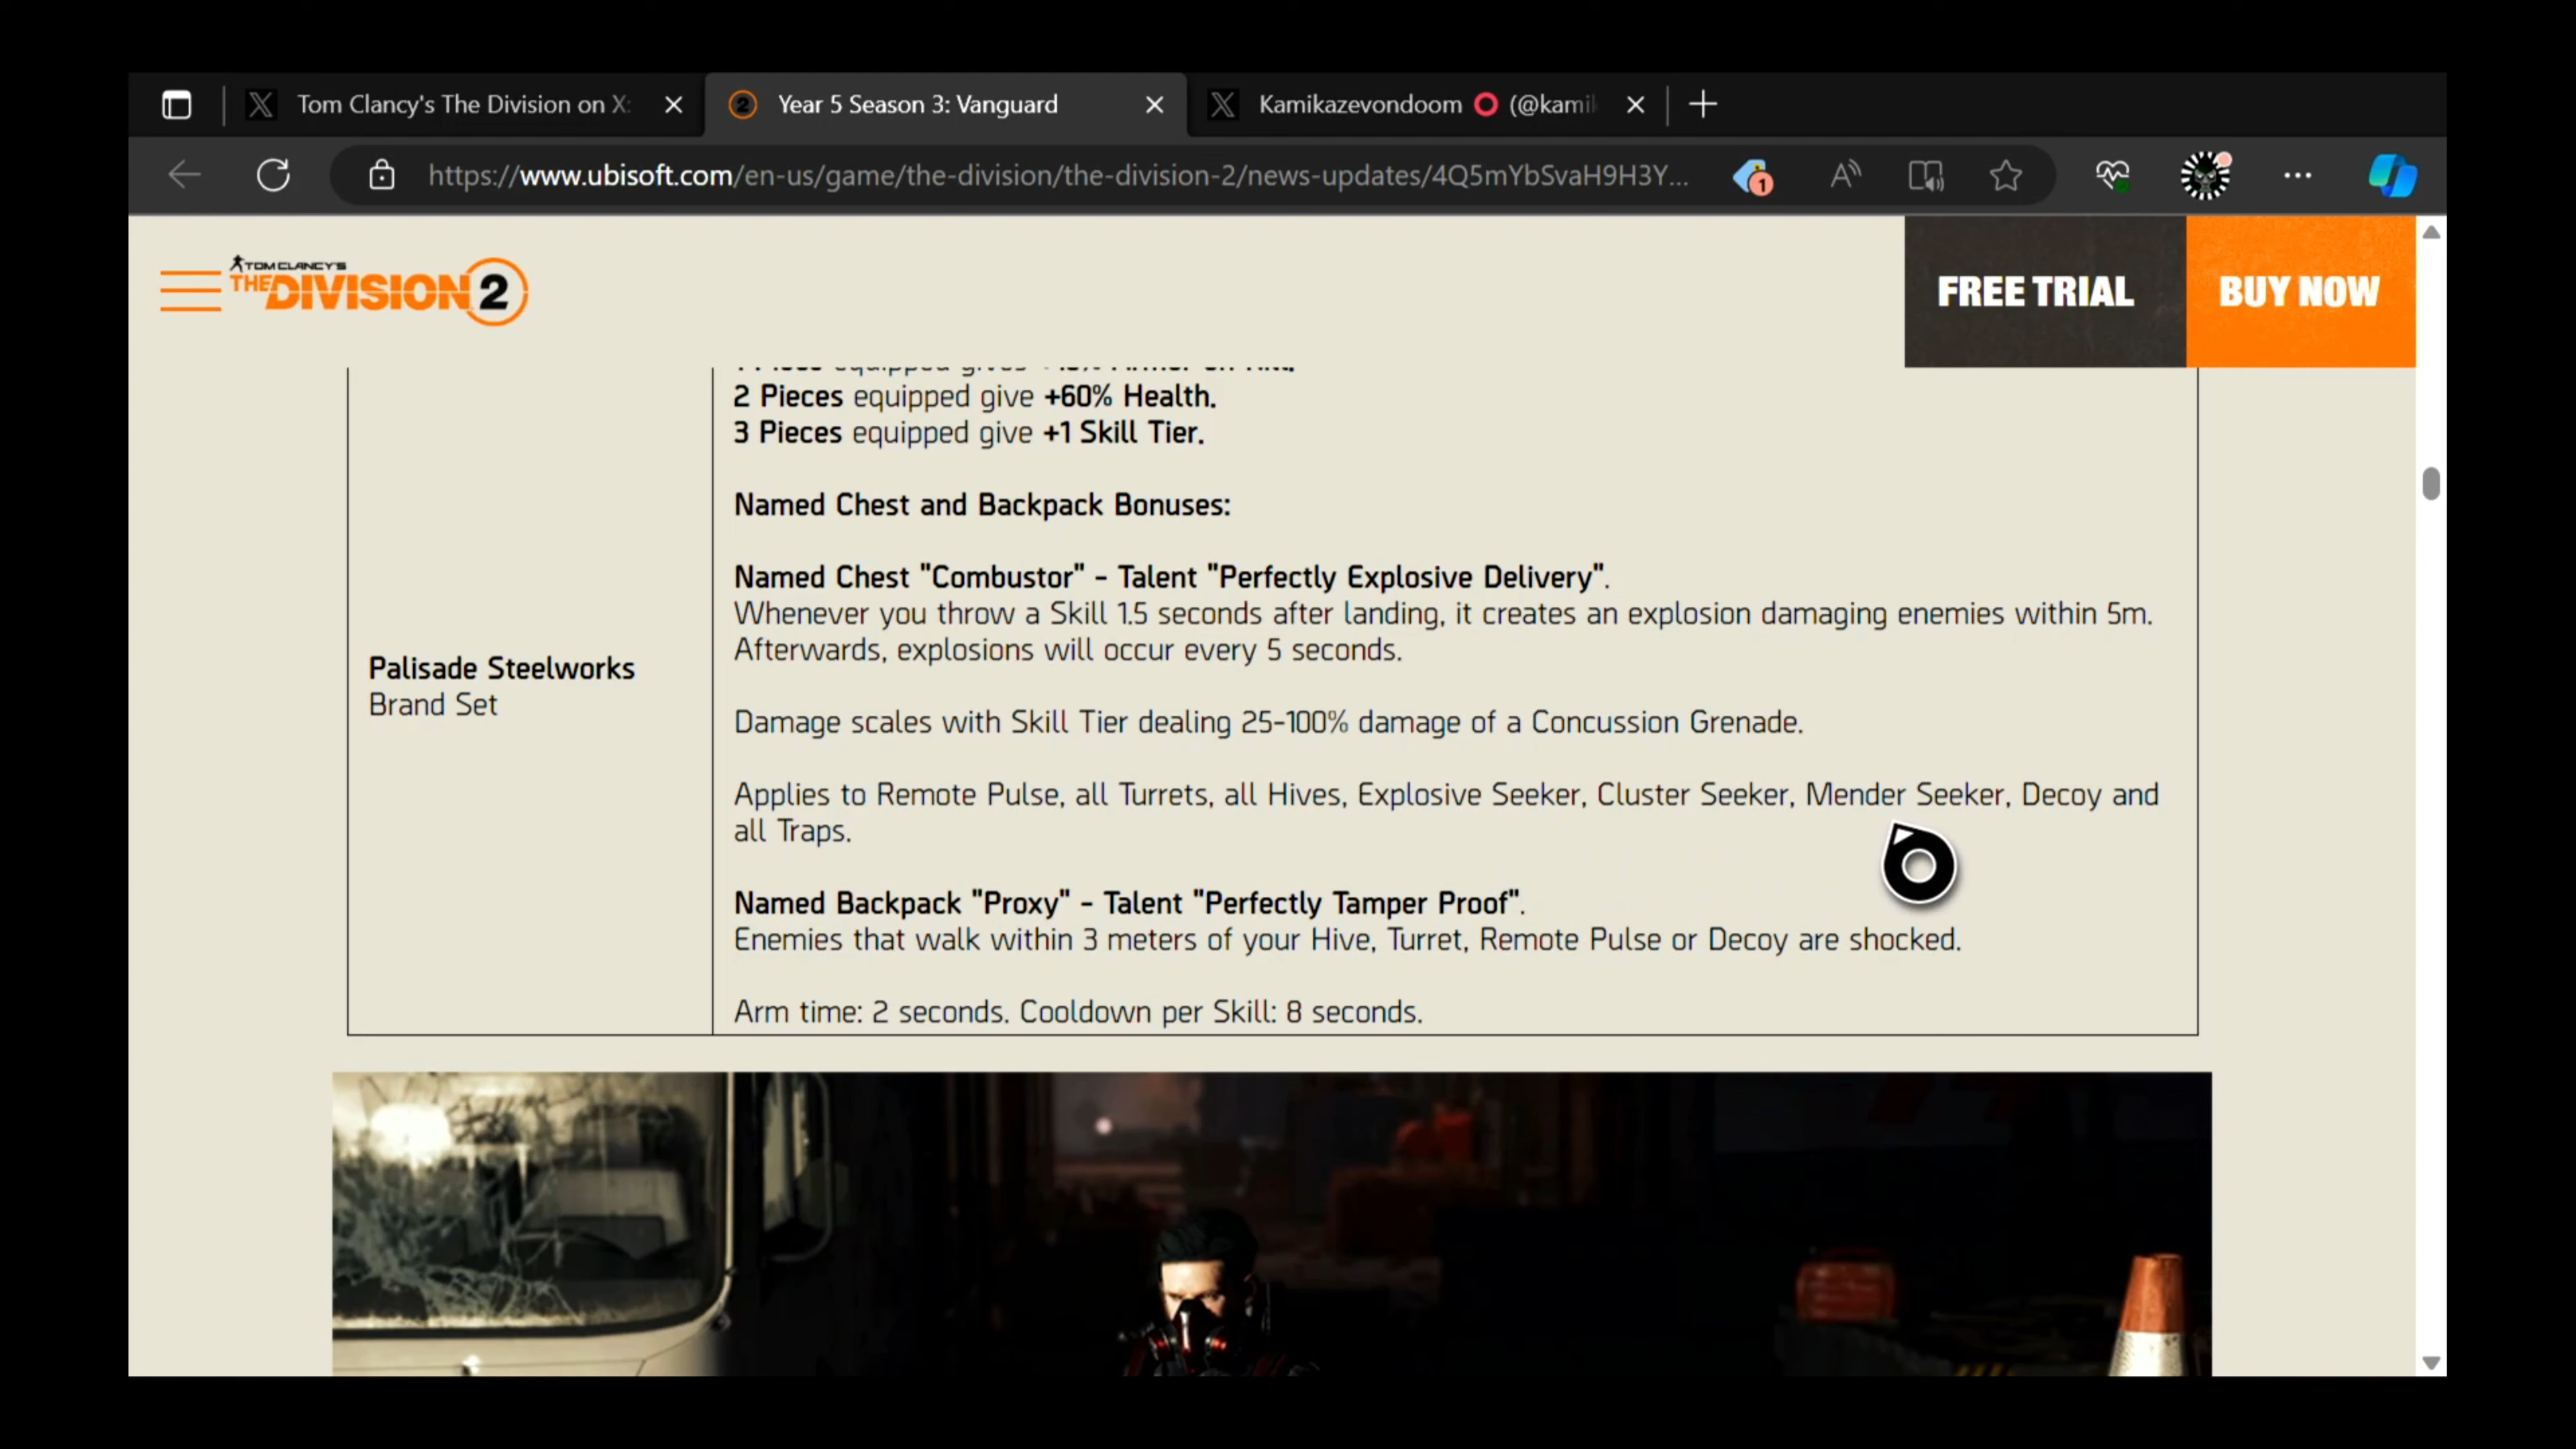 Tom Clancy's The Division on X:
Year 5 Season 3: Vanguard
Kamikazevondoom (@kami
https://www.ubisoft.com/en-us/game/the-division/the-division-2/news-updates/4Q5mYbSvaH9H3Y...
1
TOM CLANCY'S
THE DIVISION 2
FREE TRIAL
BUY NOW
equipped gives
2 Pieces equipped give +60% Health.
3 Pieces equipped give +1 Skill Tier.
Named Chest and Backpack Bonuses:
Named Chest "Combustor" - Talent "Perfectly Explosive Delivery".
Whenever you throw a Skill 1.5 seconds after landing, it creates an explosion damaging enemies within 5m.
Afterwards, explosions will occur every 5 seconds.
Palisade Steelworks
Brand Set
Damage scales with Skill Tier dealing 25-100% damage of a Concussion Grenade.
Applies to Remote Pulse, all Turrets, all Hives, Explosive Seeker, Cluster Seeker, Mender Seeker, Decoy and
all Traps.
Named Backpack "Proxy" - Talent "Perfectly Tamper Proof".
Enemies that walk within 3 meters of your Hive, Turret, Remote Pulse or Decoy are shocked.
Arm time: 2 seconds. Cooldown per Skill: 8 seconds.